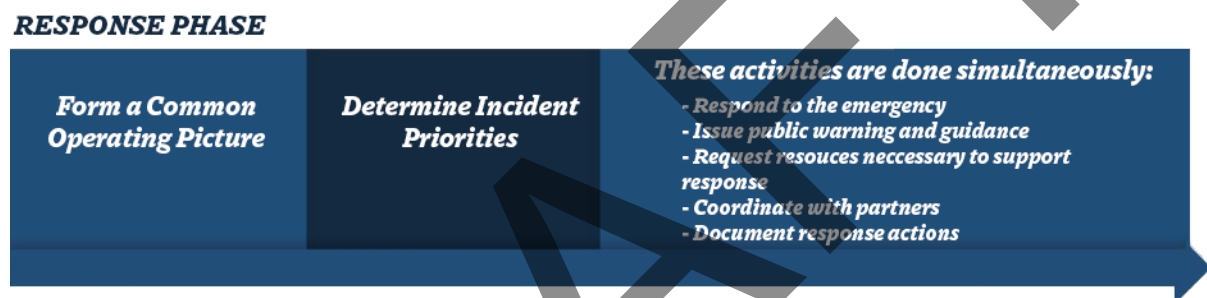 RESPONSE PHASE
Form a Common
Operating Picture
Determine Incident
Priorities
These activities are done simultaneously:
- Respond to the emergency
- Issue public warning and guidance
- Request resouces neccessary to support
response
- Coordinate with partners
- Document response actions